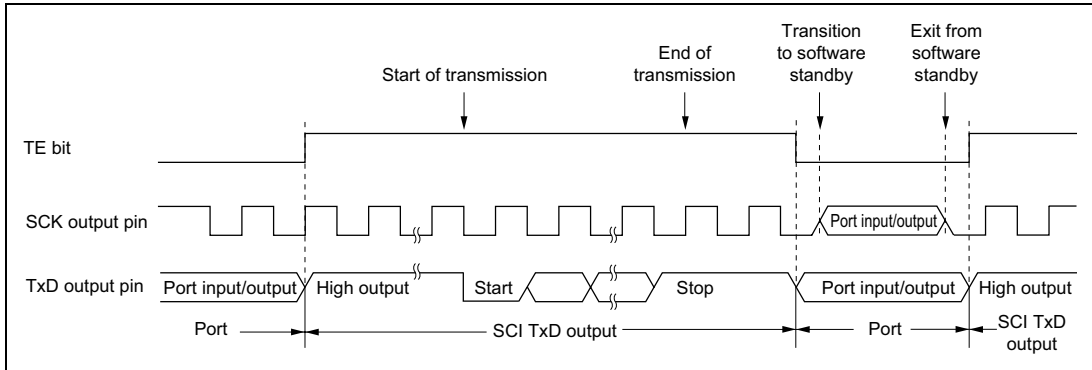 Start of transmission
End of
transmission
Transition
to software
standby
Exit from
software
standby
TE bit
SCK output pin
Port input/output
TxD output pin
Port input/output
High output
Start
Stop
Port input/output
High output
Port
SCI TxD output
Port
SCI TxD
output